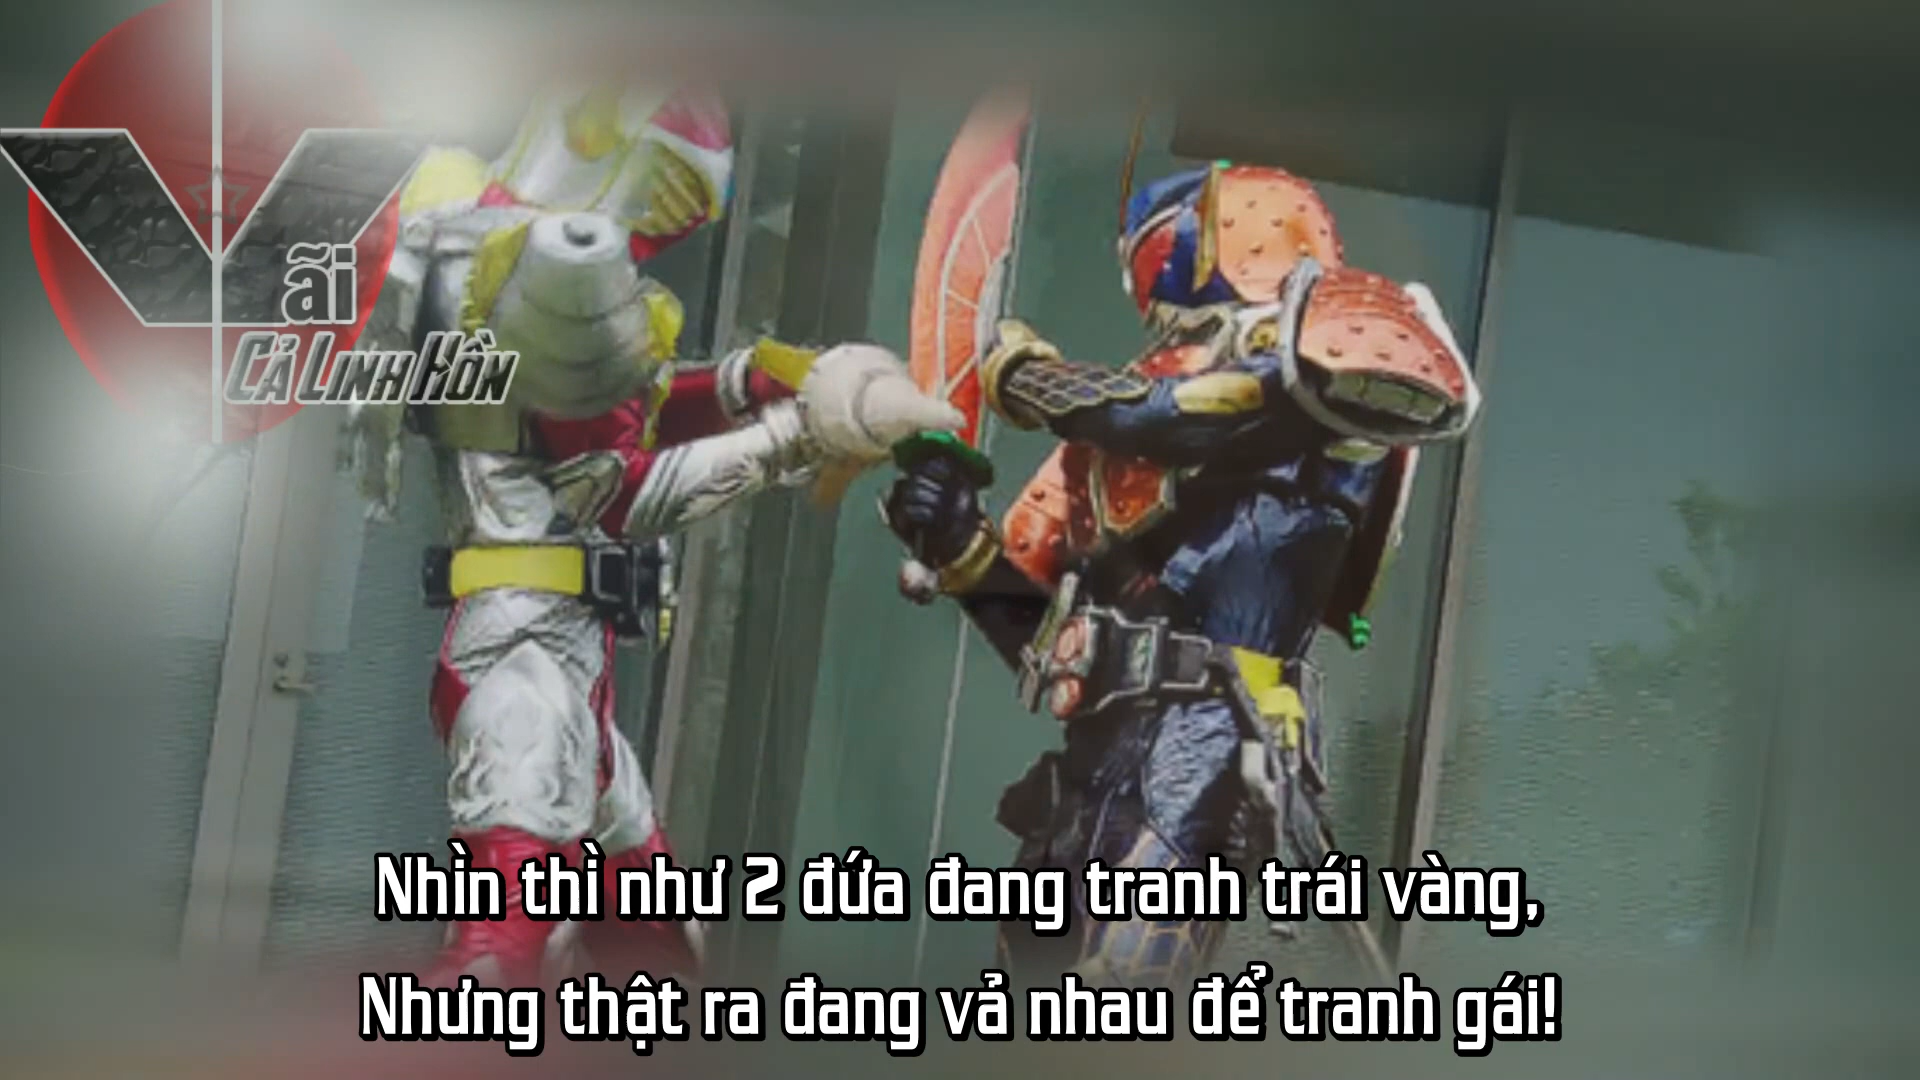 Vãi
Cả Linh Hồn
Nhìn thì như 2 đứa đang tranh trái vàng,
Nhưng thật ra đang vả nhau để tranh gái!